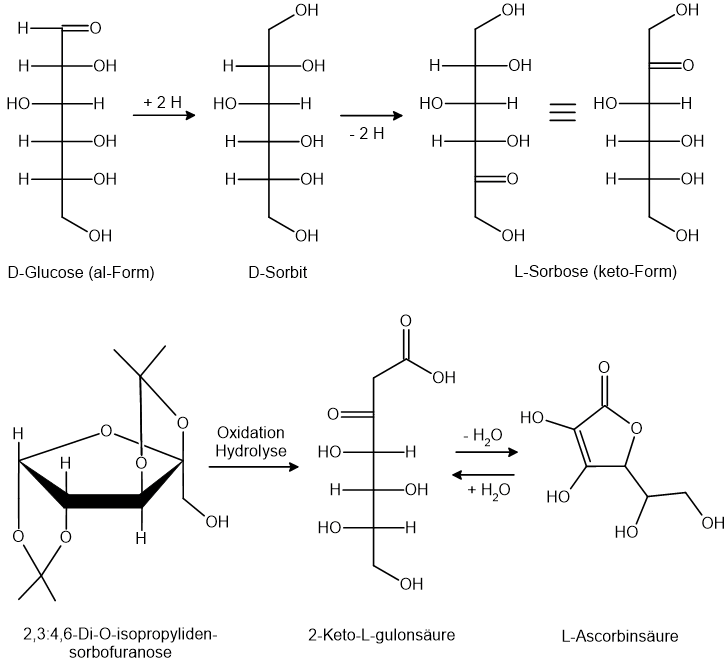 OH
H O
H OH
HO H
H OH
H OH
OH
+ 2 H
OH
H OH
HO H
H OH
H OH
OH
- 2 H
OH
H OH
HO H
H OH
O
OH
OH
O
HO H
H OH
H OH
OH
D-Glucose (al-Form)
D-Sorbit
L-Sorbose (keto-Form)
H
O
H
O
O
H
OH
O
O
Oxidation
Hydrolyse
O
OH
O
HO H
H OH
HO H
OH
- H2O
+ H2O
O
HO
O
HO
HO
OH
2,3:4,6-Di-O-isopropyliden-
sorbofuranose
2-Keto-L-gulonsäure
L-Ascorbinsäure